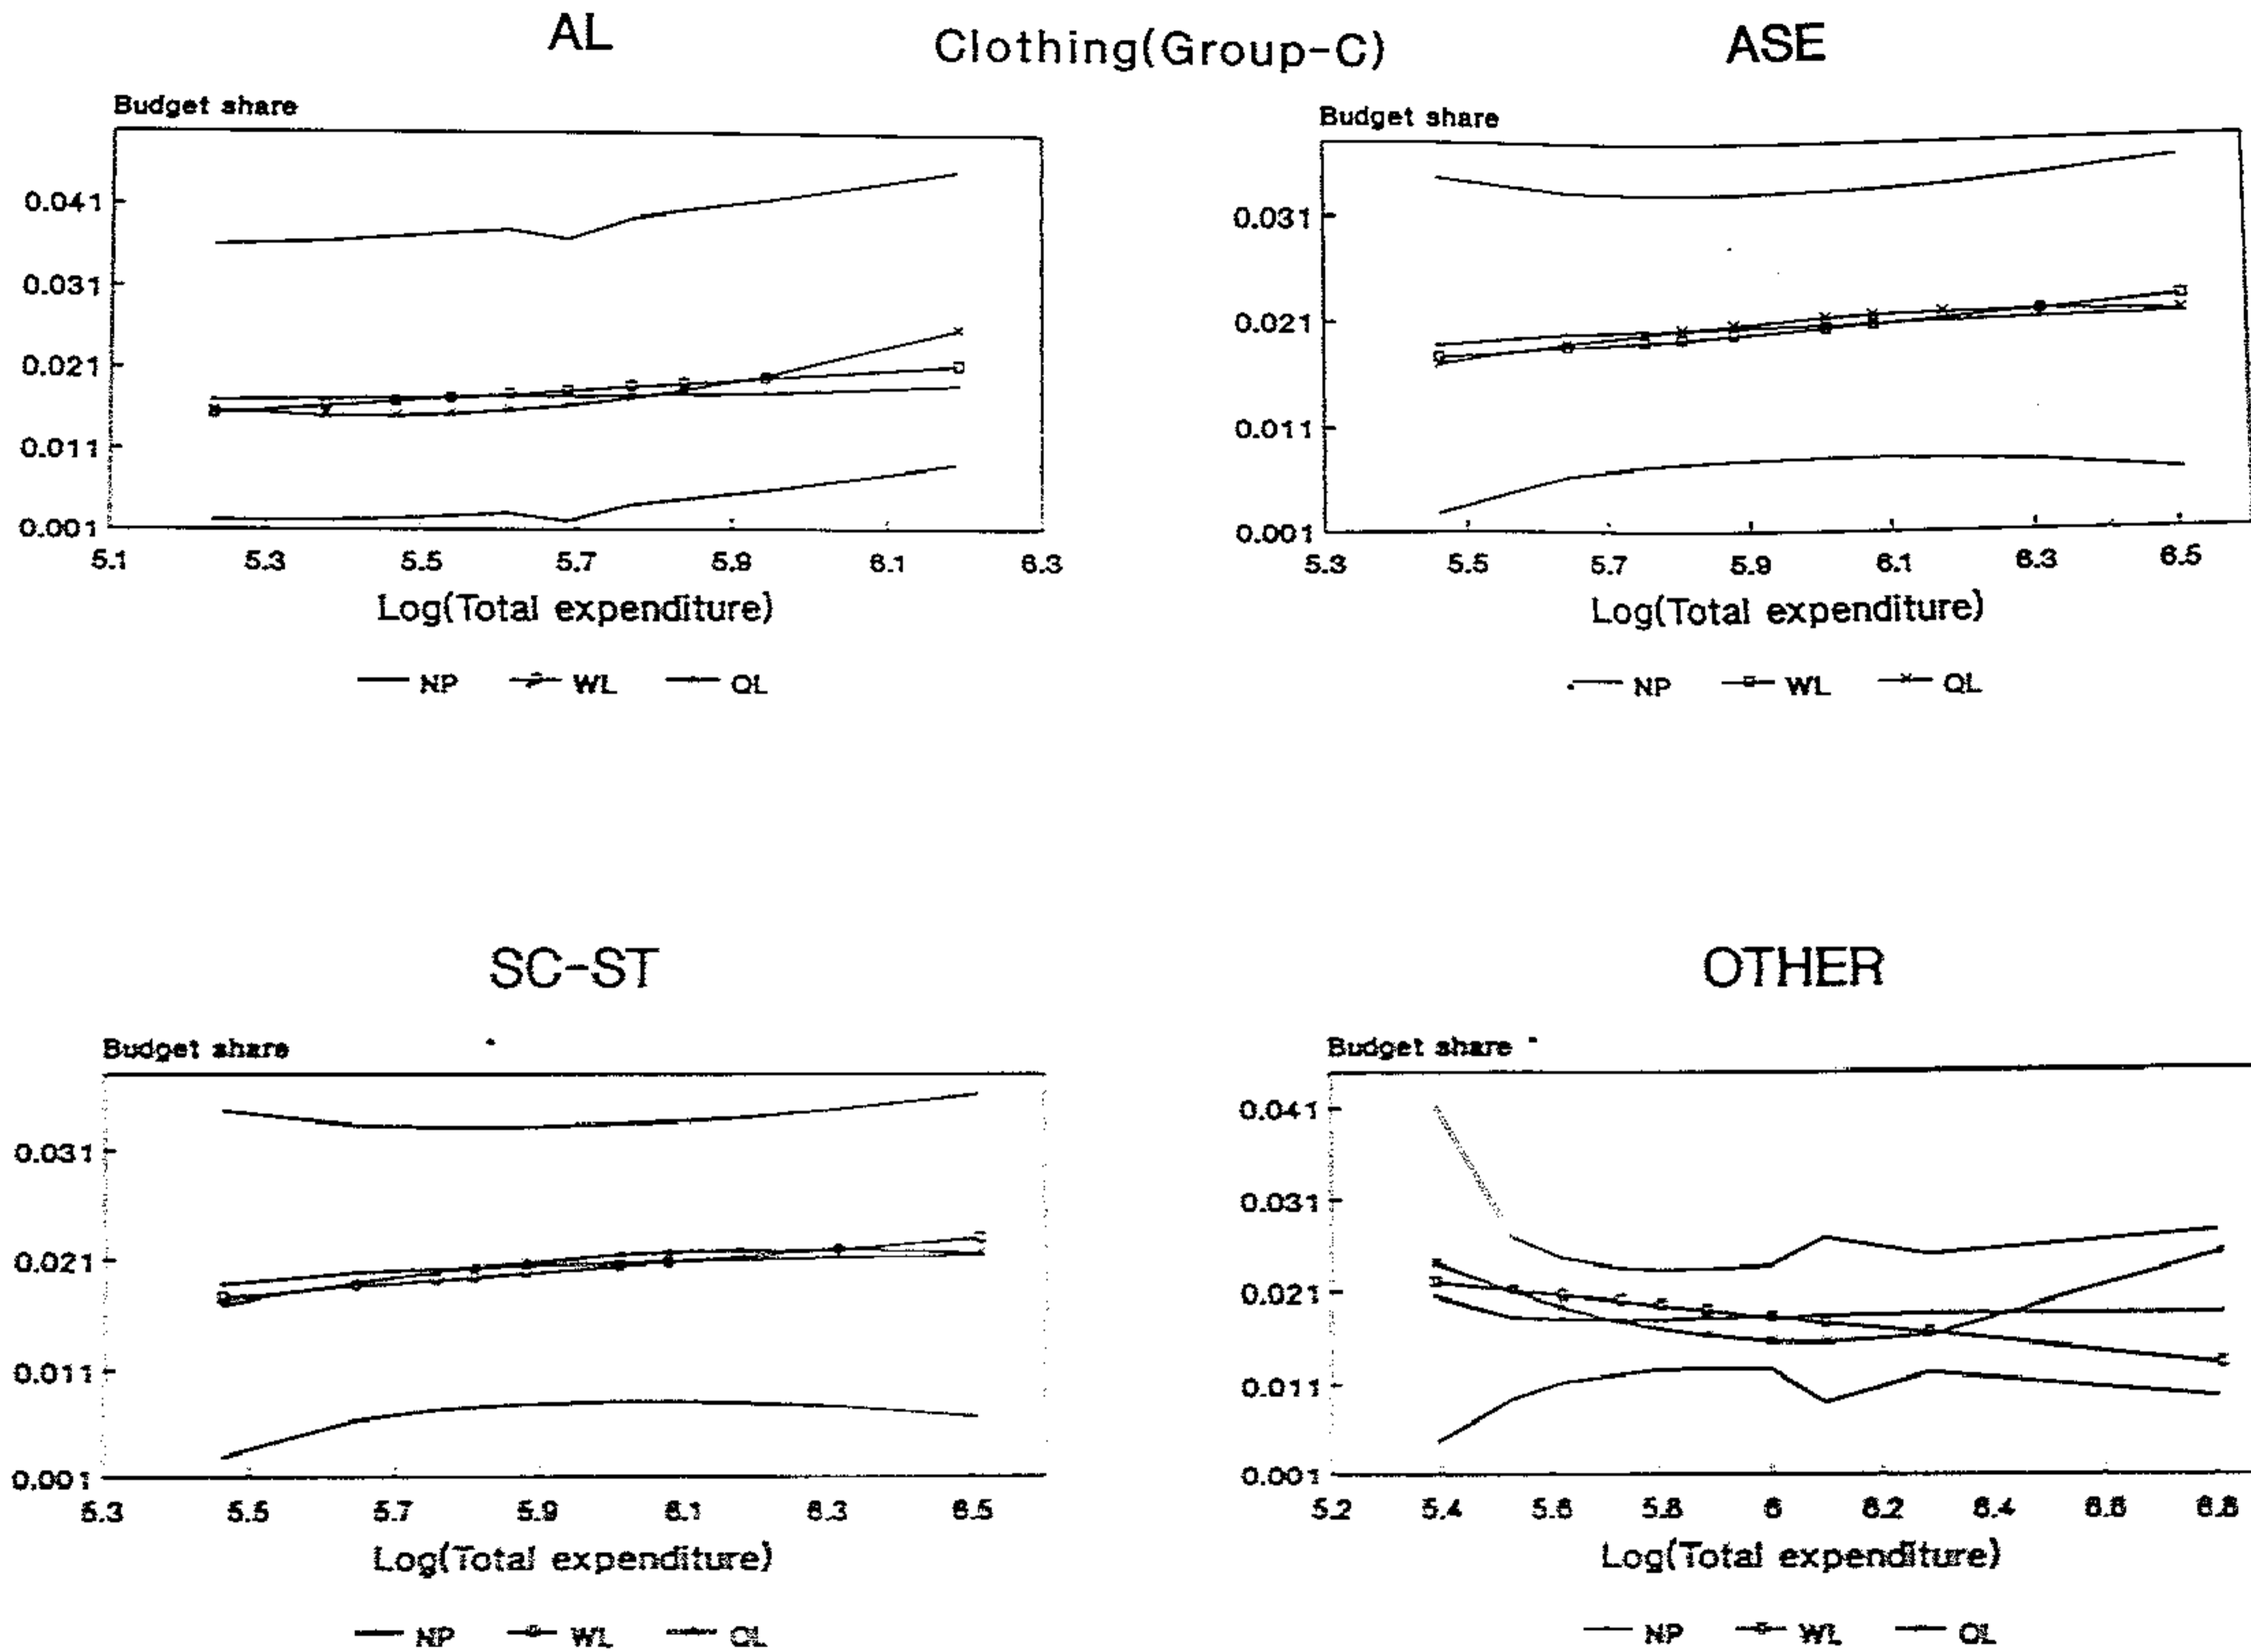 AL
Clothing(Group-C)
ASE
Budget share
0.041
0.031
0.021
0.011
0.001
5.1 5.3 5.5 5.7 5.9 6.1 6.3
Log(Total expenditure)
NP WL QL
Budget share
0.031
0.021
0.011
0.001
5.3 5.5 5.7 5.9 6.1 6.3 6.5
Log(Total expenditure)
NP WL QL
SC-ST
OTHER
Budget share
0.031
0.021
0.011
0.001
5.3 5.5 5.7 5.9 6.1 6.3 6.5
Log(Total expenditure)
NP WL QL
Budget share
0.041
0.031
0.021
0.011
0.001
5.2 5.4 5.6 5.8 6 6.2 6.4 6.6 6.8
Log(Total expenditure)
NP WL QL